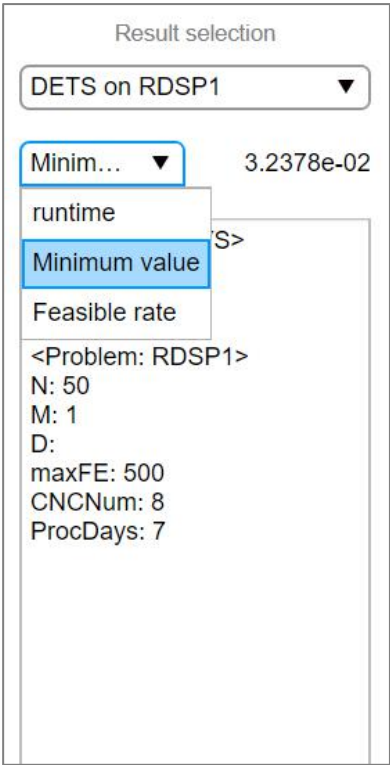 Result selection
DETS on RDSP1
Minim... 3.2378e-02
runtime
S>
Minimum value
Feasible rate
<Problem: RDSP1>
N: 50
M: 1
D:
maxFE: 500
CNCNum: 8
ProcDays: 7